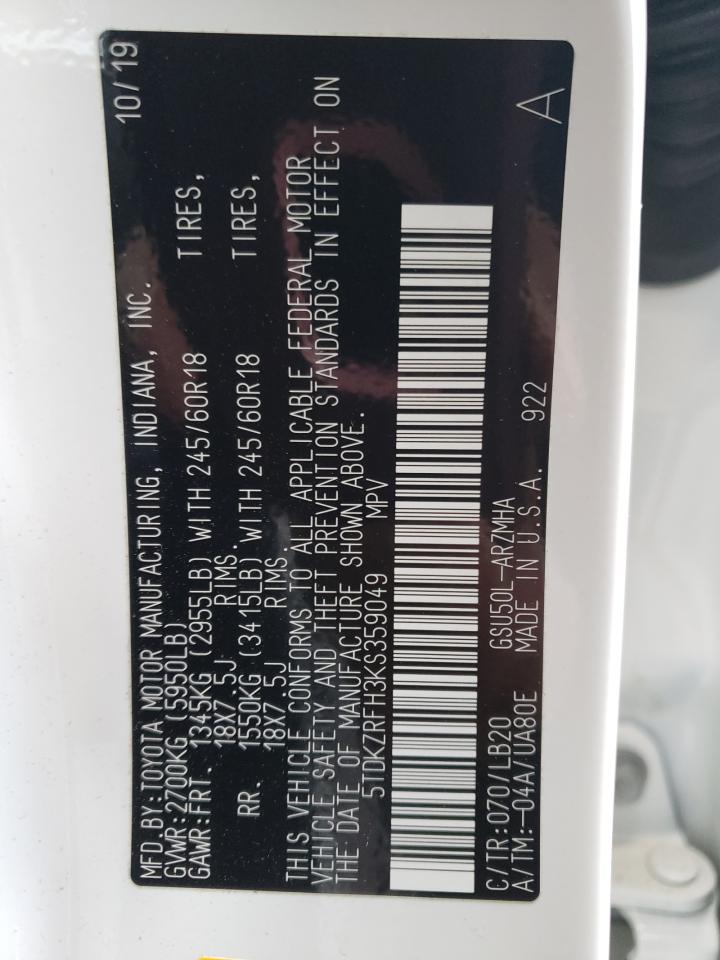 MFD.BY:TOYOTA MOTOR MANUFACTURING, INDIANA, INC. 10/19
GVWR:2700KG (5950LB)
GAWR:FRT. 1345KG (2955LB) WITH 245/60R18 TIRES,
18X7.5J RIMS.
RR. 1550KG (3415LB) WITH 245/60R18 TIRES,
18X7.5J RIMS.
THIS VEHICLE CONFORMS TO ALL APPLICABLE FEDERAL MOTOR
VEHICLE SAFETY AND THEFT PREVENTION STANDARDS IN EFFECT ON
THE DATE OF MANUFACTURE SHOWN ABOVE.
5TDKZRFH3KS359049 MPV
C/TR:070/LB20 GSU50L-ARZMHA
A/TM:-04A/UA80E MADE IN U.S.A. 922 A